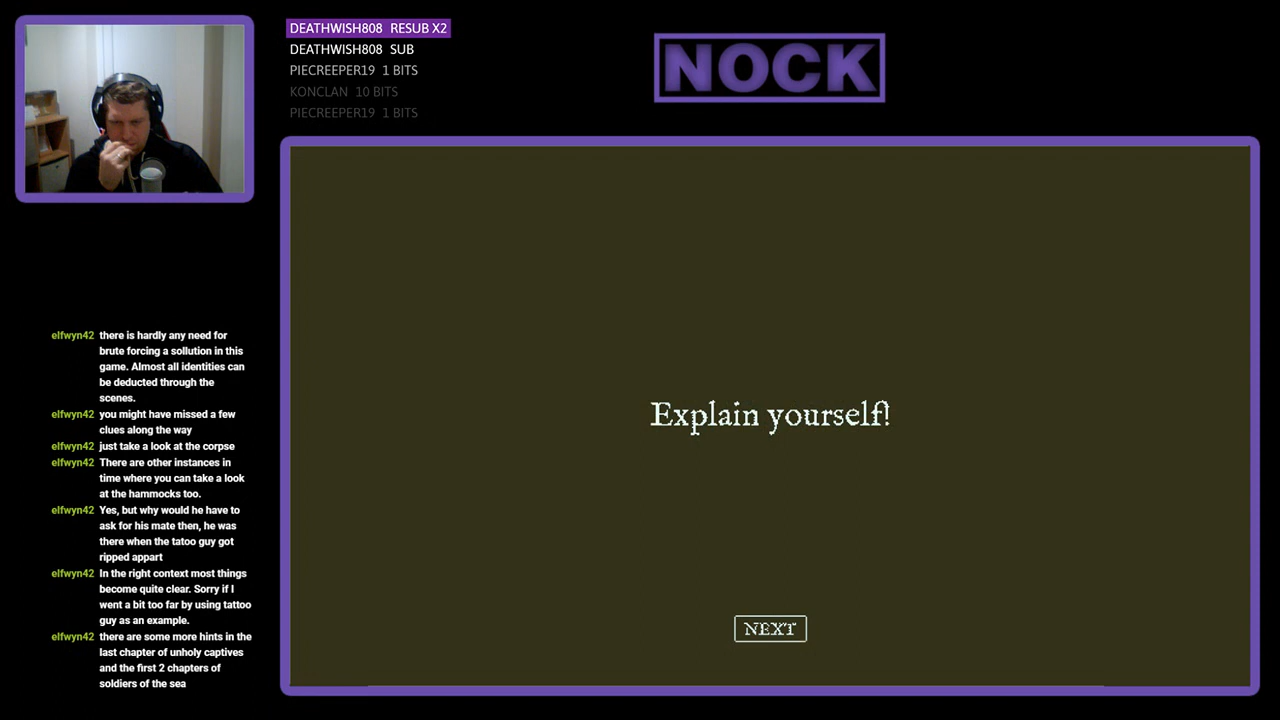 DEATHWISH808 RESUB X2
DEATHWISH808 SUB
PIECREEPER19 1 BITS
KONCLAN 10 BITS
PIECREEPER19 1 BITS
NOCK
elfwyn42 there is hardly any need for
brute forcing a sollution in this
game. Almost all identities can
be deducted through the
scenes.
elfwyn42 you might have missed a few
clues along the way
elfwyn42 just take a look at the corpse
elfwyn42 There are other instances in
time where you can take a look
at the hammocks too.
elfwyn42 Yes, but why would he have to
ask for his mate then, he was
there when the tatoo guy got
ripped appart
elfwyn42 In the right context most things
become quite clear. Sorry if I
went a bit too far by using tattoo
guy as an example.
elfwyn42 there are some more hints in the
last chapter of unholy captives
and the first 2 chapters of
soldiers of the sea
Explain yourself!
NEXT